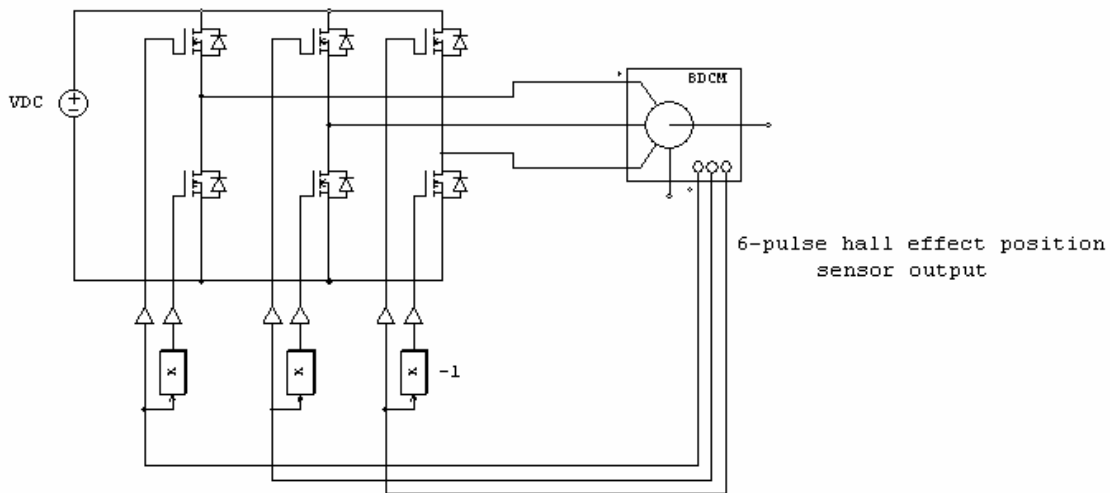 BDCM
VDC
6-pulse hall effect position
sensor output
K
K
K
-1